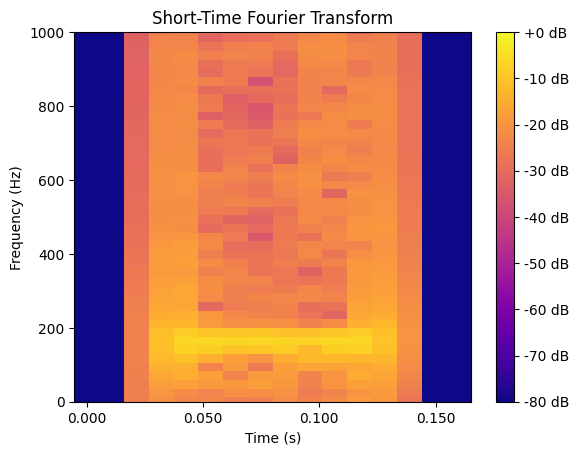 Short-Time Fourier Transform
Frequency (Hz)
1000
800
600
400
200
0
0.000
0.050
0.100
0.150
Time (s)
+0 dB
-10 dB
-20 dB
-30 dB
-40 dB
-50 dB
-60 dB
-70 dB
-80 dB